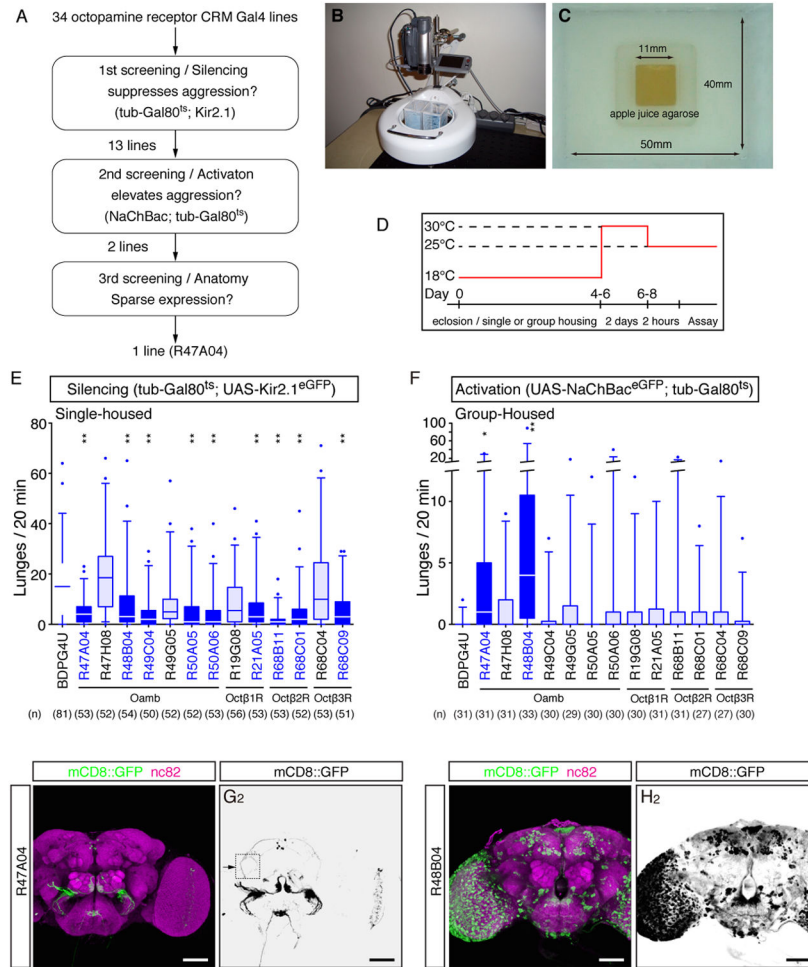 A
34 octopamine receptor CRM Gal4 lines
1st screening / Silencing
suppresses aggression?
(tub-Gal80ts; Kir2.1)
13 lines
2nd screening / Activaton
elevates aggression?
(NaChBac; tub-Gal80ts)
2 lines
3rd screening / Anatomy
Sparse expression?
1 line (R47A04)
B
C
11mm
40mm
apple juice agarose
50mm
D
30°C
25°C
18°C
Day 0 4-6 6-8
eclosion / single or group housing 2 days 2 hours Assay
E
Silencing (tub-Gal80ts; UAS-Kir2.1eGFP)
Single-housed
Lunges / 20 min
80
60
40
20
0
** ** ** ** ** ** ** ** **
BDPG4U R47A04 R47H08 R48B04 R49C04 R49G05 R50A05 R50A06 R19G08 R21A05 R68B11 R68C01 R68C04 R68C09
Oamb Octβ1R Octβ2R Octβ3R
(n) (81) (53) (52) (54) (50) (52) (52) (53) (56) (53) (53) (52) (53) (51)
F
Activation (UAS-NaChBaceGFP; tub-Gal80ts)
Group-Housed
Lunges / 20 min
100
80
60
40
20
10
5
0
* **
BDPG4U R47A04 R47H08 R48B04 R49C04 R49G05 R50A05 R50A06 R19G08 R21A05 R68B11 R68C01 R68C04 R68C09
Oamb Octβ1R Octβ2R Octβ3R
(n) (31) (31) (31) (33) (30) (29) (30) (30) (30) (31) (31) (27) (27) (30)
mCD8::GFP nc82
mCD8::GFP
R47A04
G2
mCD8::GFP nc82
mCD8::GFP
R48B04
H2